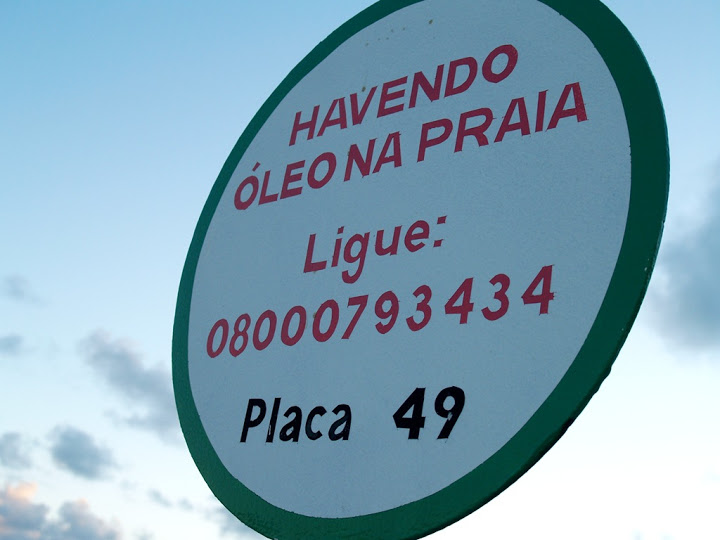 HAVENDO
ÓLEO NA PRAIA
Ligue:
08000793434
Placa 49